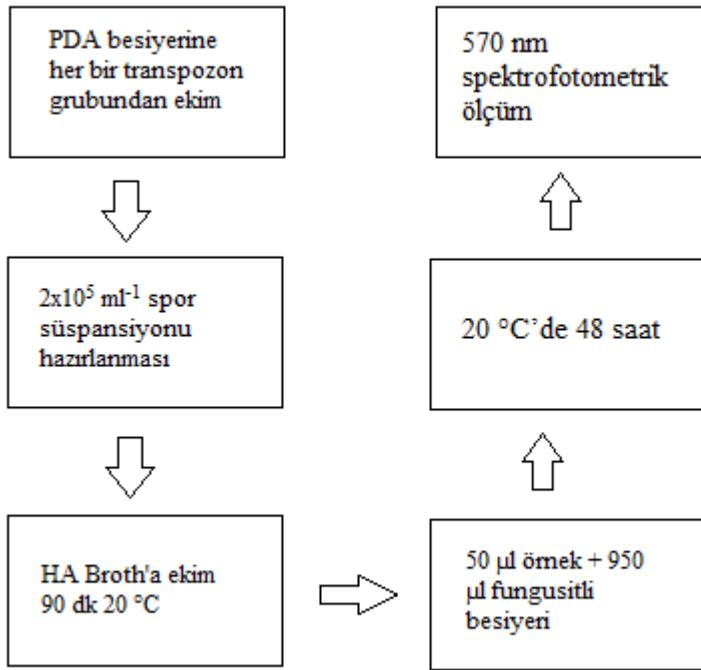 PDA besiyerine
her bir transpozon
grubundan ekim
2x10⁵ ml⁻¹ spor
süspansiyonu
hazırlanması
HA Broth'a ekim
90 dk 20 °C
50 µl örnek + 950
µl fungusitli
besiyeri
20 °C'de 48 saat
570 nm
spektrofotometrik
ölçüm